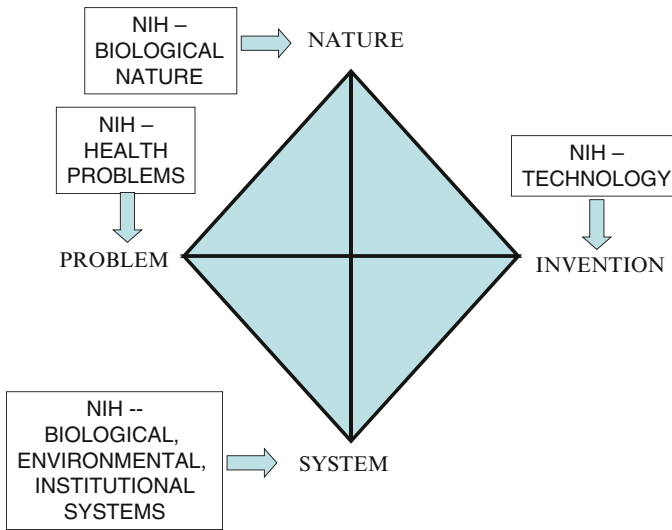 NIH –
BIOLOGICAL
NATURE
NATURE
NIH –
HEALTH
PROBLEMS
NIH –
TECHNOLOGY
PROBLEM
INVENTION
NIH --
BIOLOGICAL,
ENVIRONMENTAL,
INSTITUTIONAL
SYSTEMS
SYSTEM